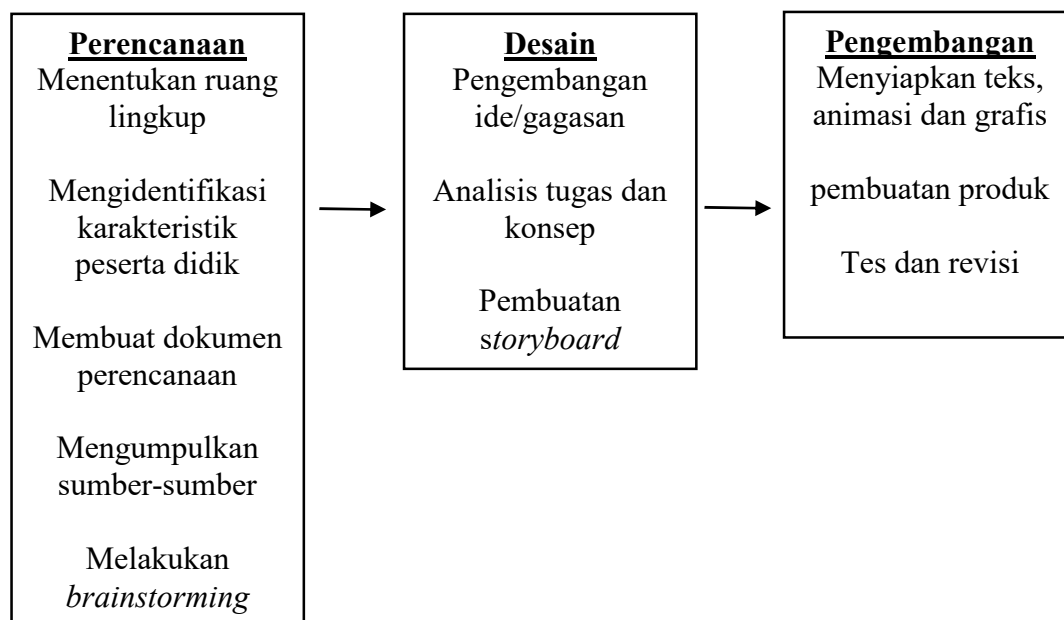 Perencanaan
Menentukan ruang
lingkup
Mengidentifikasi
karakteristik
peserta didik
Membuat dokumen
perencanaan
Mengumpulkan
sumber-sumber
Melakukan
brainstorming
Desain
Pengembangan
ide/gagasan
Analisis tugas dan
konsep
Pembuatan
storyboard
Pengembangan
Menyiapkan teks,
animasi dan grafis
pembuatan produk
Tes dan revisi